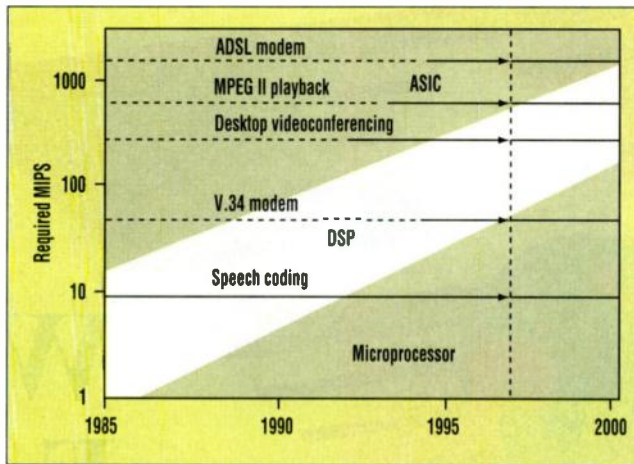 ADSL modem
1000
MPEG II playback
ASIC
Desktop videoconferencing
100
V.34 modem
DSP
Required MIPS
10
Speech coding
Microprocessor
1
1985
1990
1995
2000